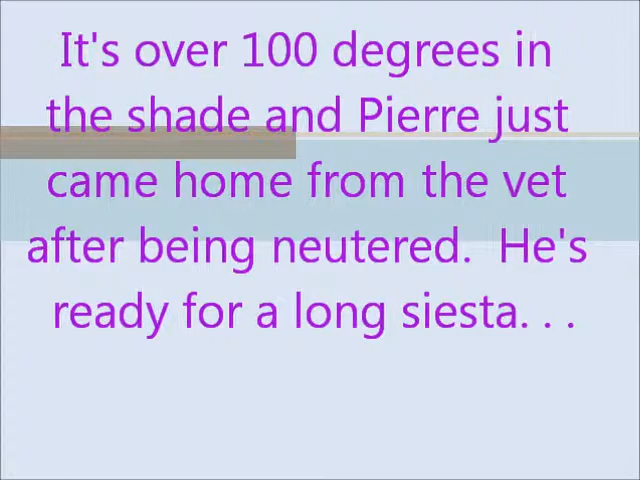 It's over 100 degrees in
the shade and Pierre just
came home from the vet
after being neutered.  He's
ready for a long siesta. . .